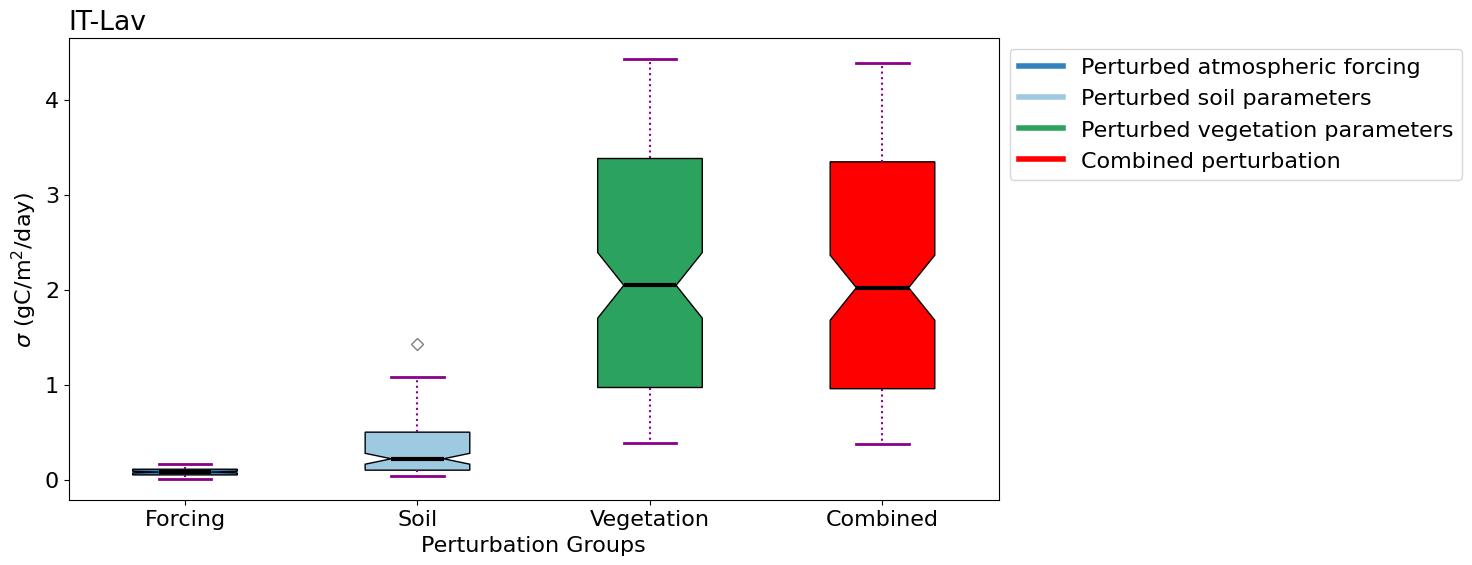 IT-Lav
σ (gC/m²/day)
4
3
2
1
0
Forcing Soil Vegetation Combined
Perturbation Groups
Perturbed atmospheric forcing
Perturbed soil parameters
Perturbed vegetation parameters
Combined perturbation